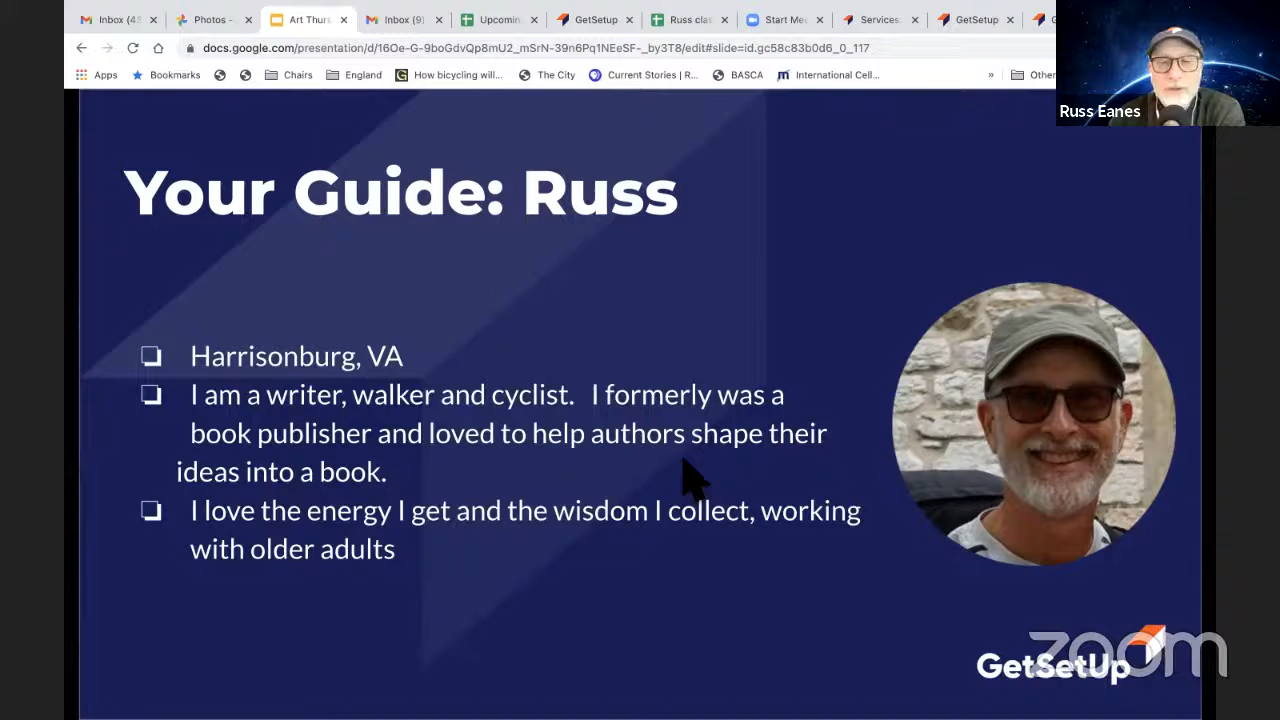 Inbox (43
Photos -
Art Thurs
Inbox (9)
Upcomin
GetSetup
Russ clas
Start Mee
Services.
GetSetup
docs.google.com/presentation/d/16Oe-G-9boGdvQp8mU2_mSrN-39n6Pq1NEeSF-_by3T8/edit#slide=id.gc58c83b0d6_0_117
Apps
Bookmarks
Chairs
England
How bicycling will...
The City
Current Stories | R...
BASCA
International Cell...
»
Other
Russ Eanes
Your Guide: Russ
Harrisonburg, VA
I am a writer, walker and cyclist. I formerly was a
book publisher and loved to help authors shape their
ideas into a book.
I love the energy I get and the wisdom I collect, working
with older adults
GetSetUp
zoom